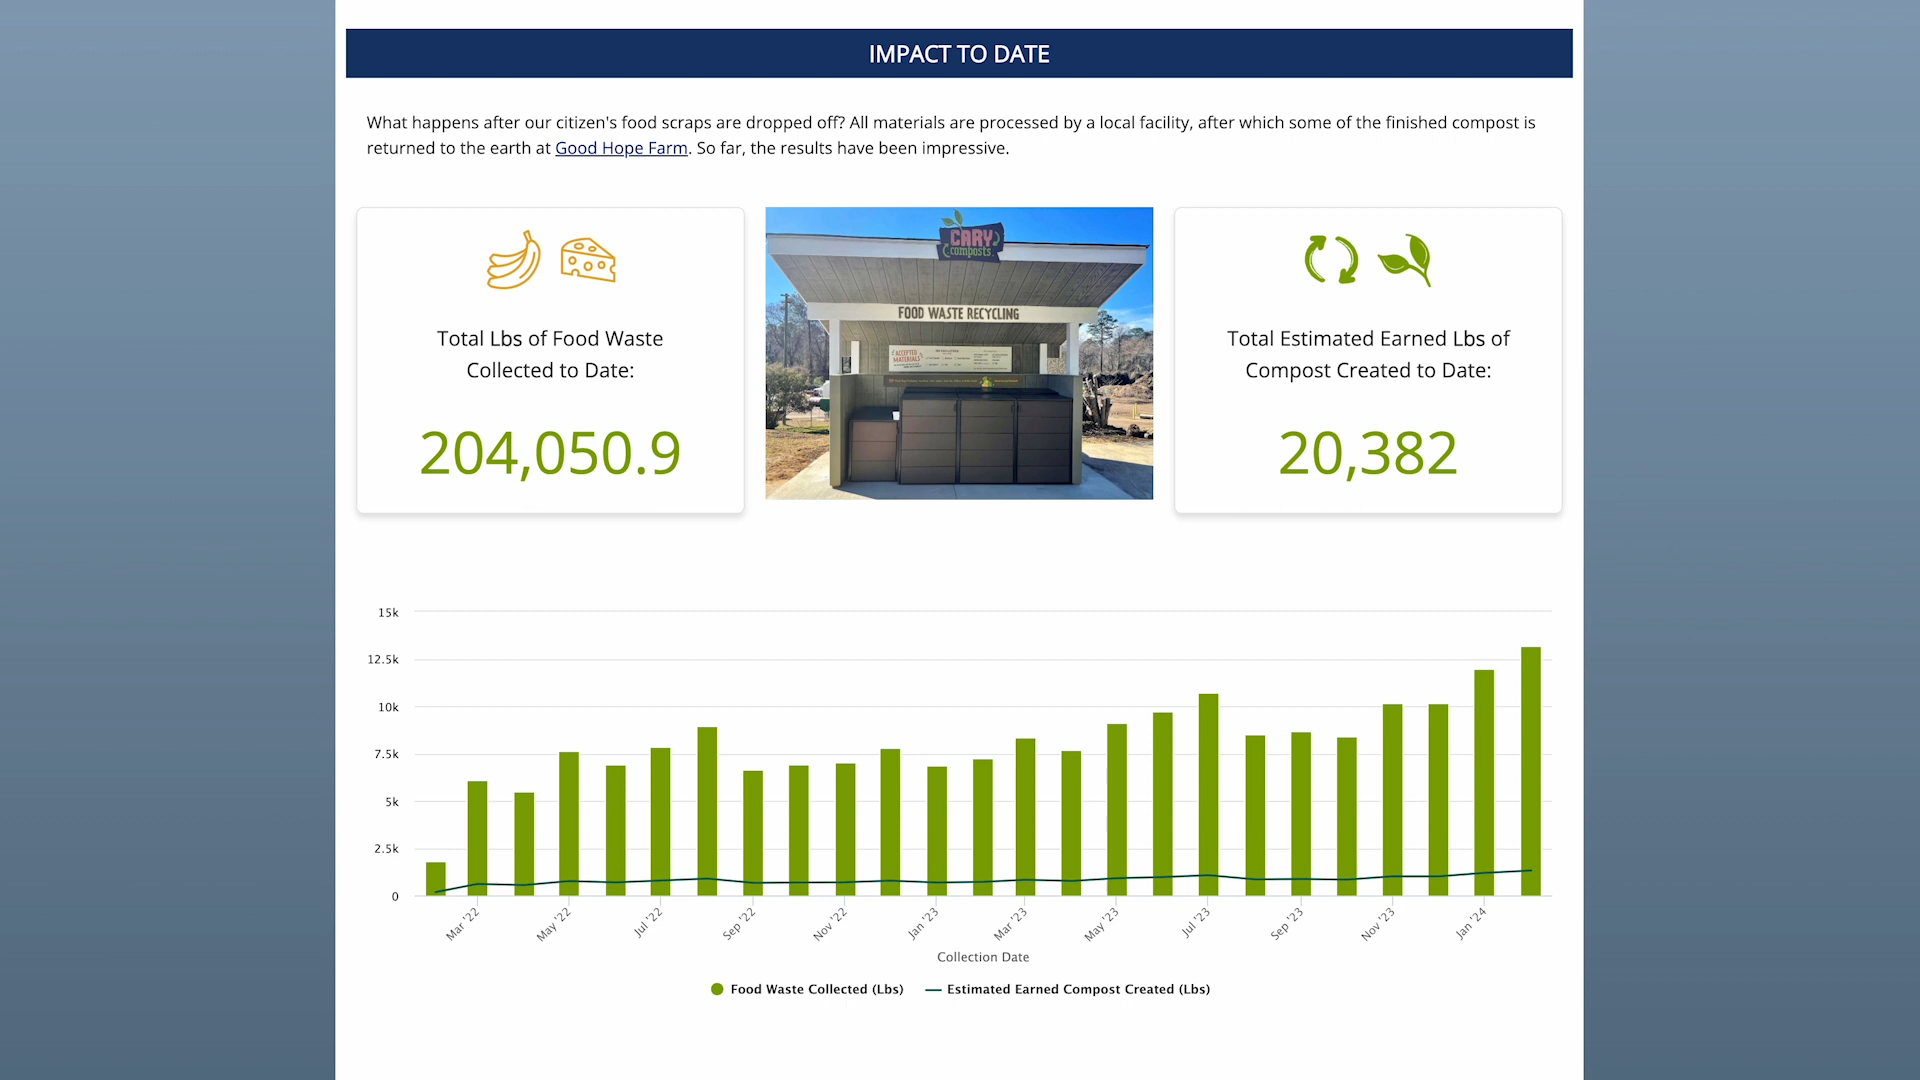 IMPACT TO DATE
What happens after our citizen's food scraps are dropped off? All materials are processed by a local facility, after which some of the finished compost is
returned to the earth at Good Hope Farm. So far, the results have been impressive.
Total Lbs of Food Waste
Collected to Date:
204,050.9
CARY
composts
FOOD WASTE RECYCLING
ACCEPTED
MATERIALS
Total Estimated Earned Lbs of
Compost Created to Date:
20,382
15k
12.5k
10k
7.5k
5k
2.5k
0
Mar '22
May '22
Jul '22
Sep '22
Nov '22
Jan '23
Mar '23
May '23
Jul '23
Sep '23
Nov '23
Jan '24
Collection Date
Food Waste Collected (Lbs)
Estimated Earned Compost Created (Lbs)